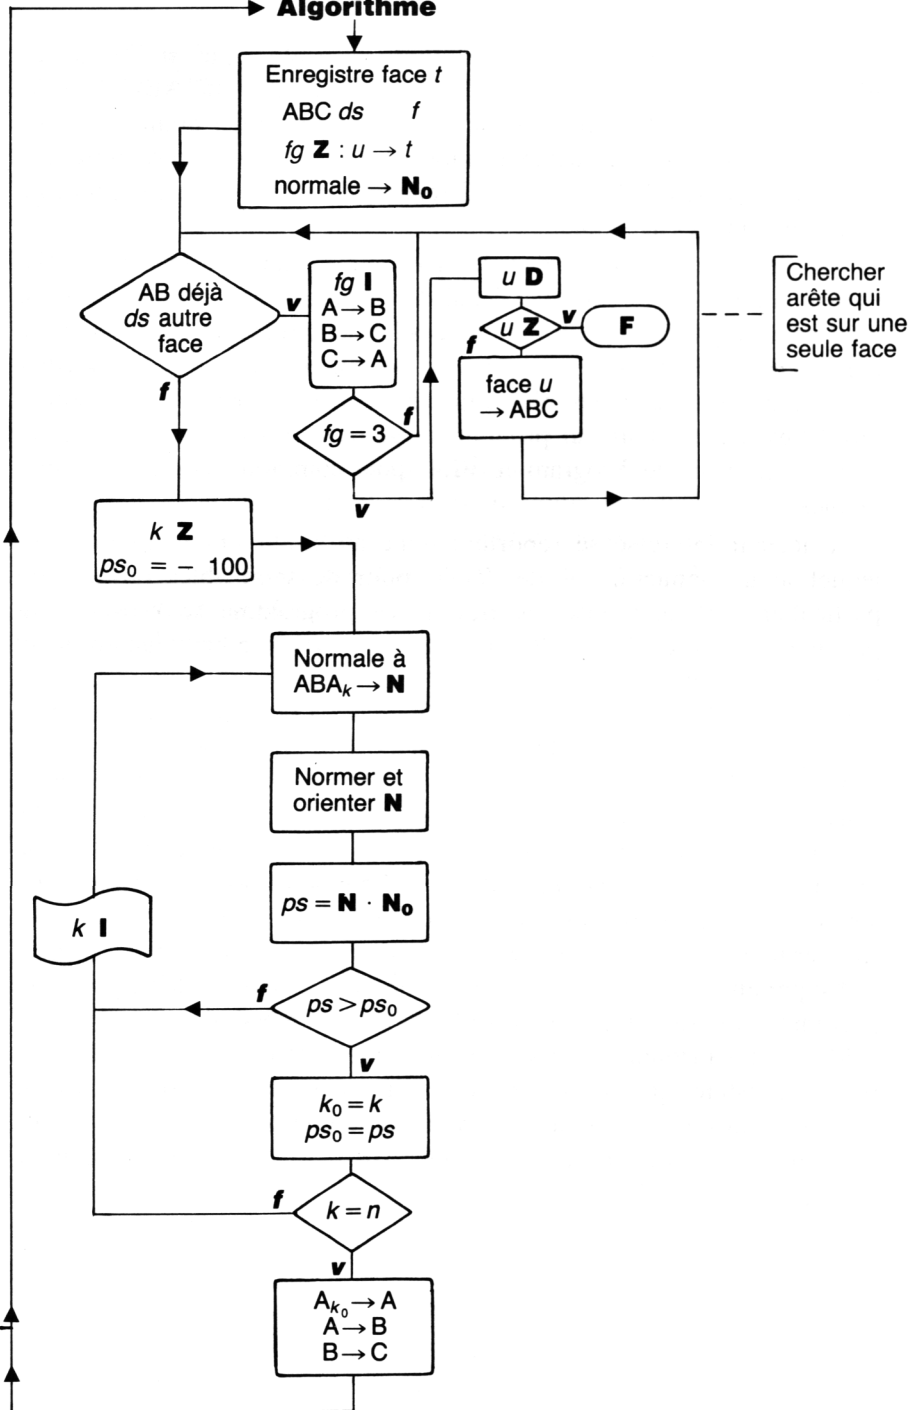 Algorithme
Enregistre face t
ABC ds f
fg Z : u → t
normale → N₀
AB déjà
ds autre
face
v
f
fg I
A → B
B → C
C → A
fg = 3
f
v
u D
u Z
v
F
f
face u
→ ABC
Chercher
arête qui
est sur une
seule face
k Z
ps₀ = − 100
Normale à
ABAₖ → N
Normer et
orienter N
ps = N · N₀
k I
ps > ps₀
f
v
k₀ = k
ps₀ = ps
k = n
f
v
Aₖ₀ → A
A → B
B → C